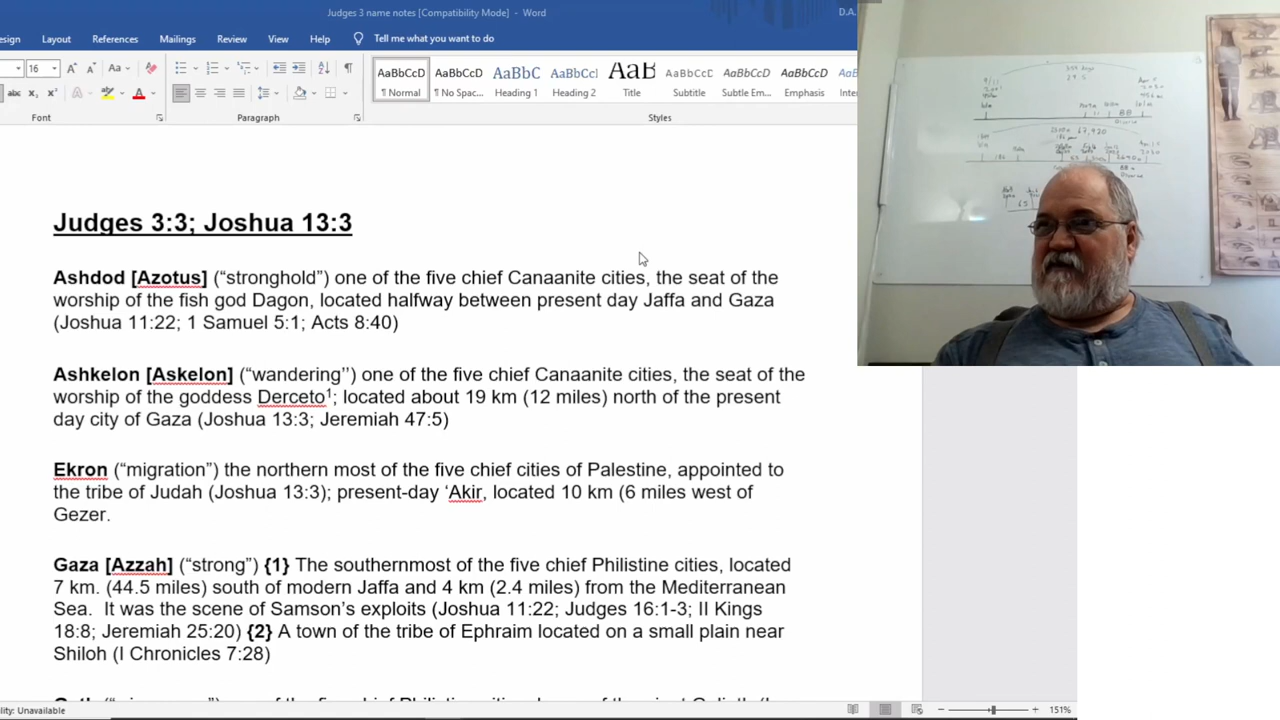 Judges 3 name notes [Compatibility Mode] - Word
D.A.
esign Layout References Mailings Review View Help Tell me what you want to do
16 Aa
AaBbCcD AaBbCcD AaBbC AaBbCcl AaBb AaBbCcD AaBbCcD AaBbCcD AaBb
¶ Normal ¶ No Spac... Heading 1 Heading 2 Title Subtitle Subtle Em... Emphasis Inter
Font Paragraph Styles
Judges 3:3; Joshua 13:3
Ashdod [Azotus] (“stronghold”) one of the five chief Canaanite cities, the seat of the
worship of the fish god Dagon, located halfway between present day Jaffa and Gaza
(Joshua 11:22; 1 Samuel 5:1; Acts 8:40)
Ashkelon [Askelon] (“wandering’’) one of the five chief Canaanite cities, the seat of the
worship of the goddess Derceto¹; located about 19 km (12 miles) north of the present
day city of Gaza (Joshua 13:3; Jeremiah 47:5)
Ekron (“migration”) the northern most of the five chief cities of Palestine, appointed to
the tribe of Judah (Joshua 13:3); present-day ‘Akir, located 10 km (6 miles west of
Gezer.
Gaza [Azzah] (“strong”) {1} The southernmost of the five chief Philistine cities, located
7 km. (44.5 miles) south of modern Jaffa and 4 km (2.4 miles) from the Mediterranean
Sea. It was the scene of Samson’s exploits (Joshua 11:22; Judges 16:1-3; II Kings
18:8; Jeremiah 25:20) {2} A town of the tribe of Ephraim located on a small plain near
Shiloh (I Chronicles 7:28)
lity: Unavailable
151%